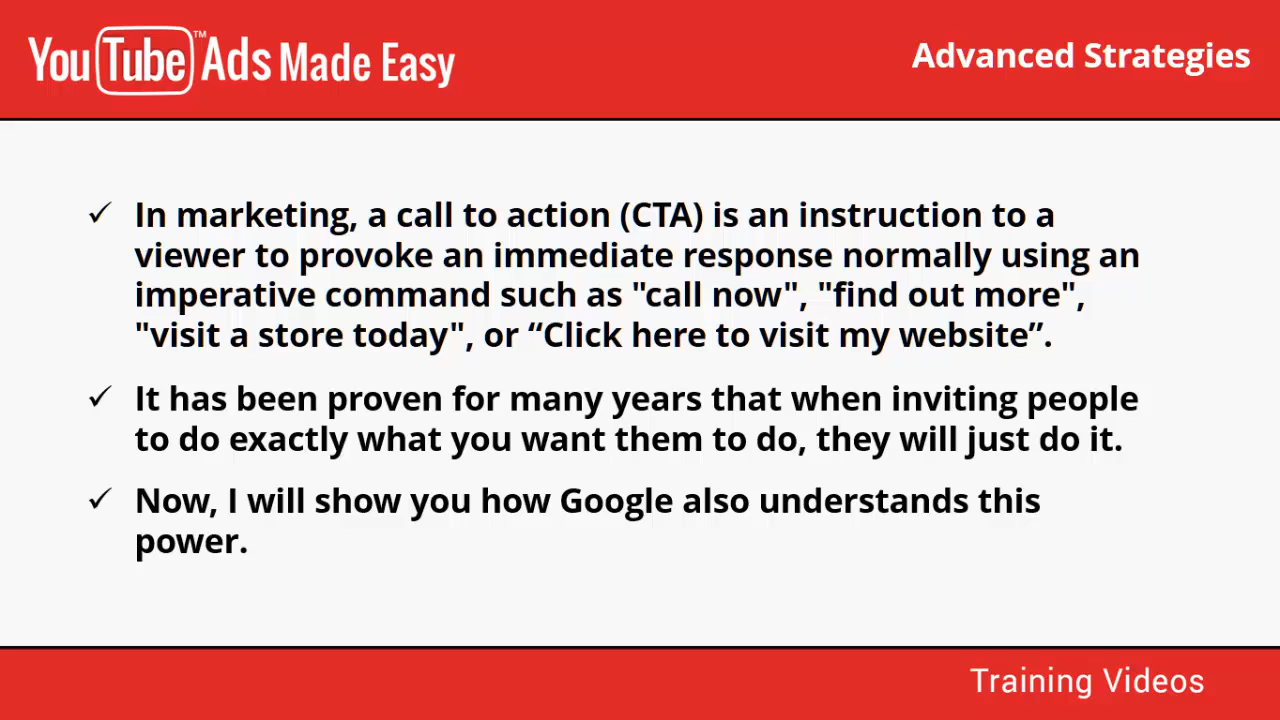 YouTube™ Ads Made Easy
Advanced Strategies
✓ In marketing, a call to action (CTA) is an instruction to a
viewer to provoke an immediate response normally using an
imperative command such as "call now", "find out more",
"visit a store today", or “Click here to visit my website”.
✓ It has been proven for many years that when inviting people
to do exactly what you want them to do, they will just do it.
✓ Now, I will show you how Google also understands this
power.
Training Videos